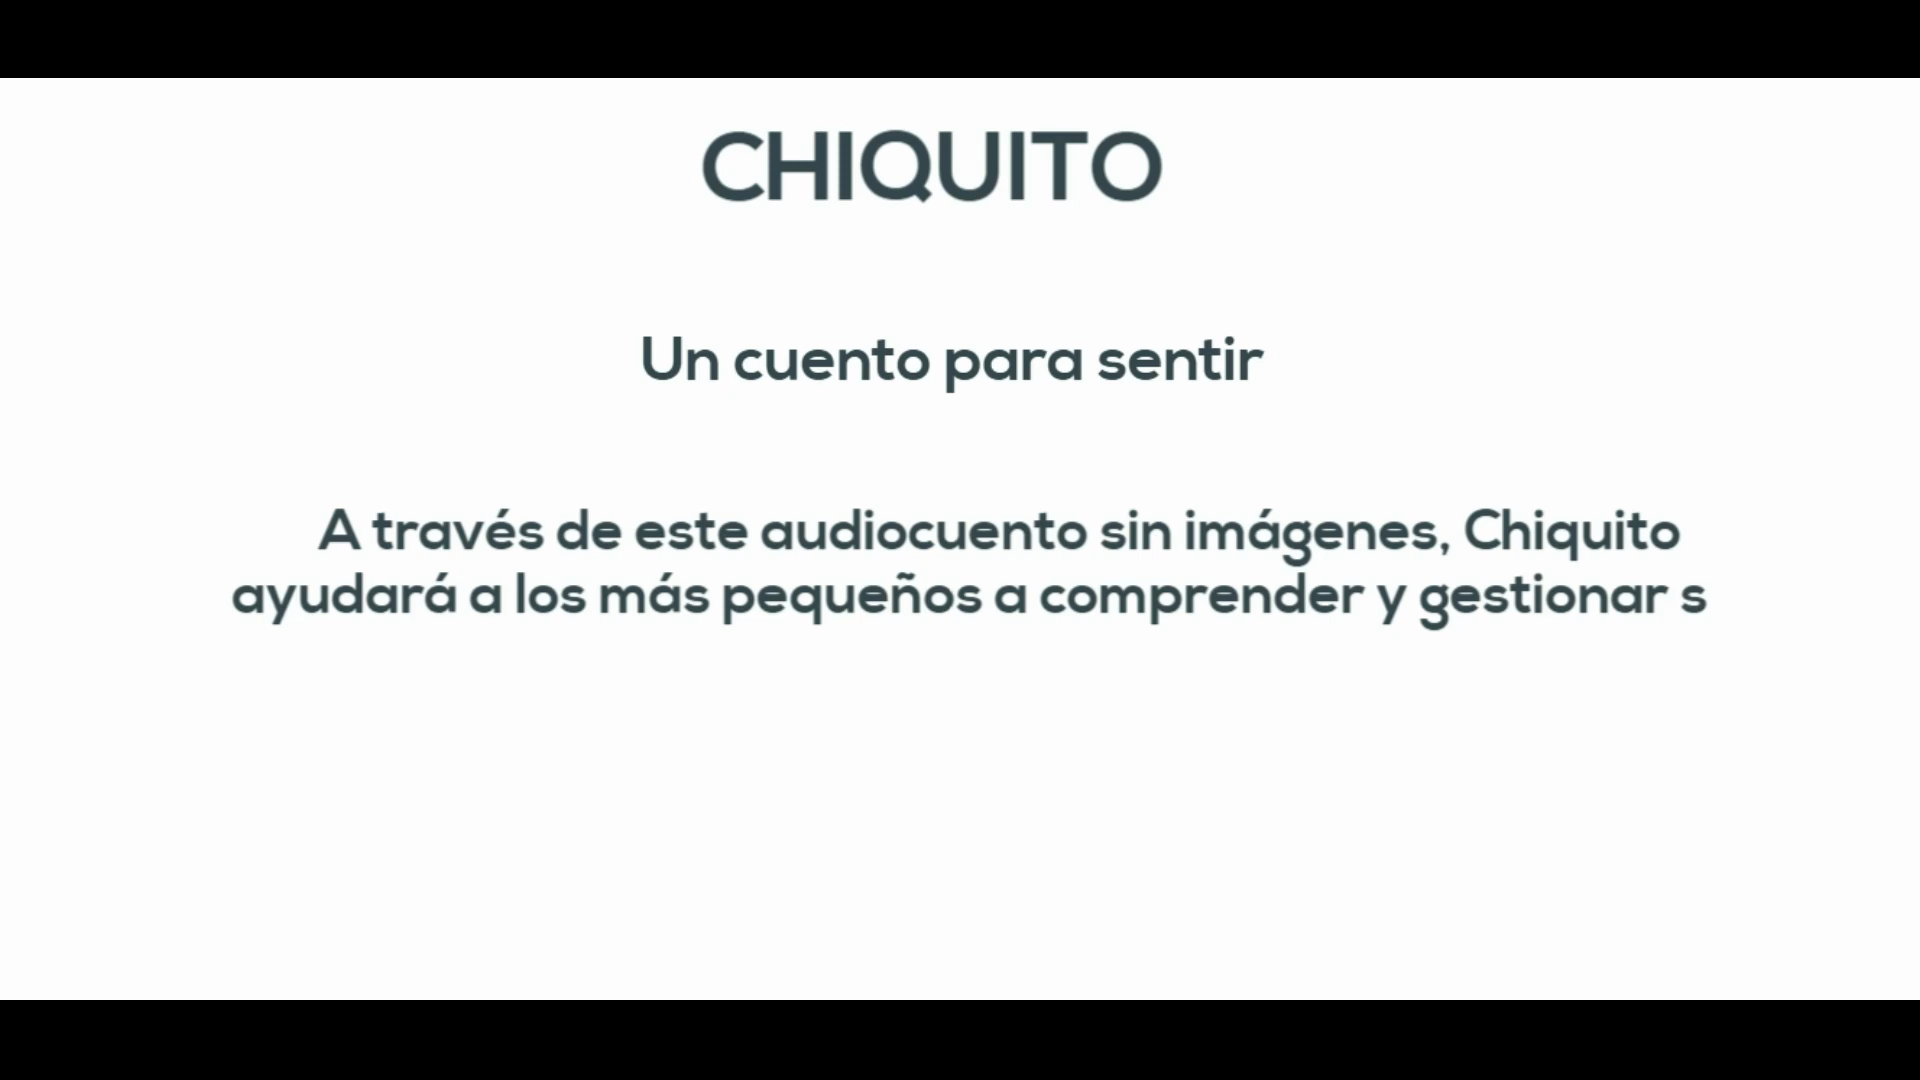 CHIQUITO
Un cuento para sentir
A través de este audiocuento sin imágenes, Chiquito
ayudará a los más pequeños a comprender y gestionar s